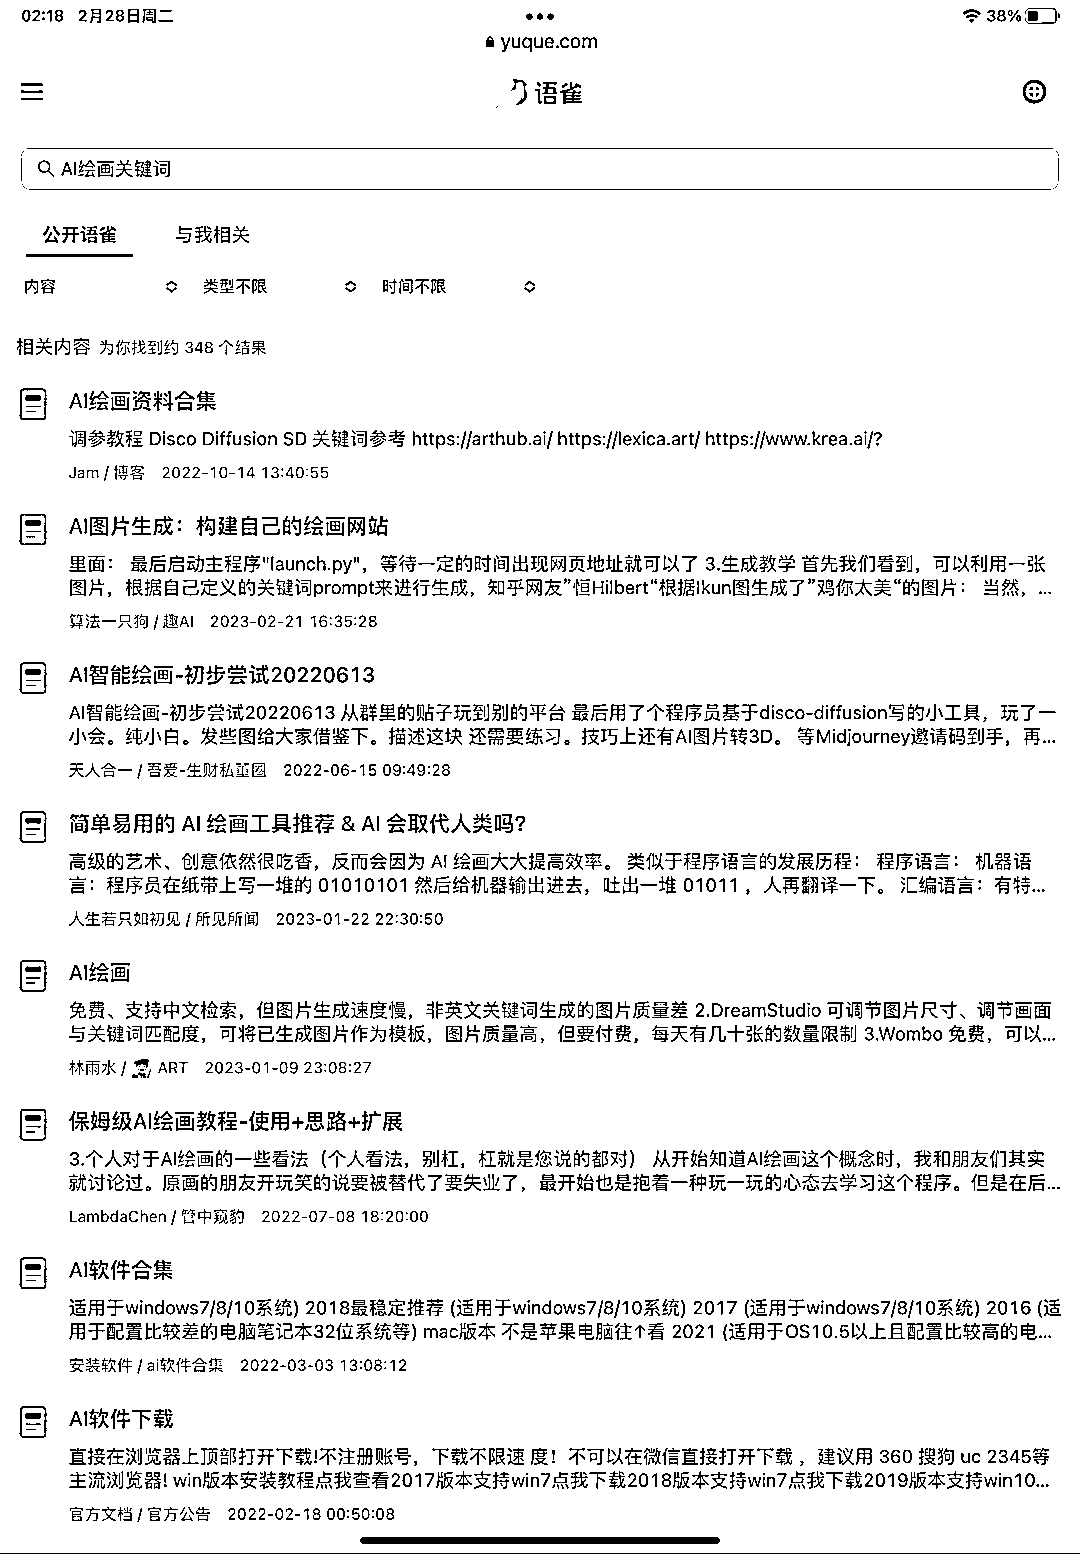 02:18 2月28日周二
38%
yuque.com
语雀
AI绘画关键词
公开语雀 与我相关
内容 类型不限 时间不限
相关内容 为你找到约 348 个结果
AI绘画资料合集
调参教程 Disco Diffusion SD 关键词参考 https://arthub.ai/ https://lexica.art/ https://www.krea.ai/?
Jam / 博客 2022-10-14 13:40:55
AI图片生成：构建自己的绘画网站
里面： 最后启动主程序"launch.py"，等待一定的时间出现网页地址就可以了 3.生成教学 首先我们看到，可以利用一张
图片，根据自己定义的关键词prompt来进行生成，知乎网友”恒Hilbert“根据Ikun图生成了”鸡你太美“的图片： 当然，...
算法一只狗 / 趣AI 2023-02-21 16:35:28
AI智能绘画-初步尝试20220613
AI智能绘画-初步尝试20220613 从群里的贴子玩到别的平台 最后用了个程序员基于disco-diffusion写的小工具，玩了一
小会。纯小白。发些图给大家借鉴下。描述这块 还需要练习。技巧上还有AI图片转3D。 等Midjourney邀请码到手，再...
天人合一 / 吾爱-生财私董圈 2022-06-15 09:49:28
简单易用的 AI 绘画工具推荐 & AI 会取代人类吗？
高级的艺术、创意依然很吃香，反而会因为 AI 绘画大大提高效率。 类似于程序语言的发展历程： 程序语言： 机器语
言：程序员在纸带上写一堆的 01010101 然后给机器输出进去，吐出一堆 01011 ，人再翻译一下。 汇编语言：有特...
人生若只如初见 / 所见所闻 2023-01-22 22:30:50
AI绘画
免费、支持中文检索，但图片生成速度慢，非英文关键词生成的图片质量差 2.DreamStudio 可调节图片尺寸、调节画面
与关键词匹配度，可将已生成图片作为模板，图片质量高，但要付费，每天有几十张的数量限制 3.Wombo 免费，可以...
林雨水 / ART 2023-01-09 23:08:27
保姆级AI绘画教程-使用+思路+扩展
3.个人对于AI绘画的一些看法（个人看法，别杠，杠就是您说的都对） 从开始知道AI绘画这个概念时，我和朋友们其实
就讨论过。原画的朋友开玩笑的说要被替代了要失业了，最开始也是抱着一种玩一玩的心态去学习这个程序。但是在后...
LambdaChen / 管中窥豹 2022-07-08 18:20:00
AI软件合集
适用于windows7/8/10系统) 2018最稳定推荐 (适用于windows7/8/10系统) 2017 (适用于windows7/8/10系统) 2016 (适
用于配置比较差的电脑笔记本32位系统等) mac版本 不是苹果电脑往↑看 2021 (适用于OS10.5以上且配置比较高的电...
安装软件 / ai软件合集 2022-03-03 13:08:12
AI软件下载
直接在浏览器上顶部打开下载!不注册账号，下载不限速 度！不可以在微信直接打开下载 ，建议用 360 搜狗 uc 2345等
主流浏览器! win版本安装教程点我查看2017版本支持win7点我下载2018版本支持win7点我下载2019版本支持win10...
官方文档 / 官方公告 2022-02-18 00:50:08